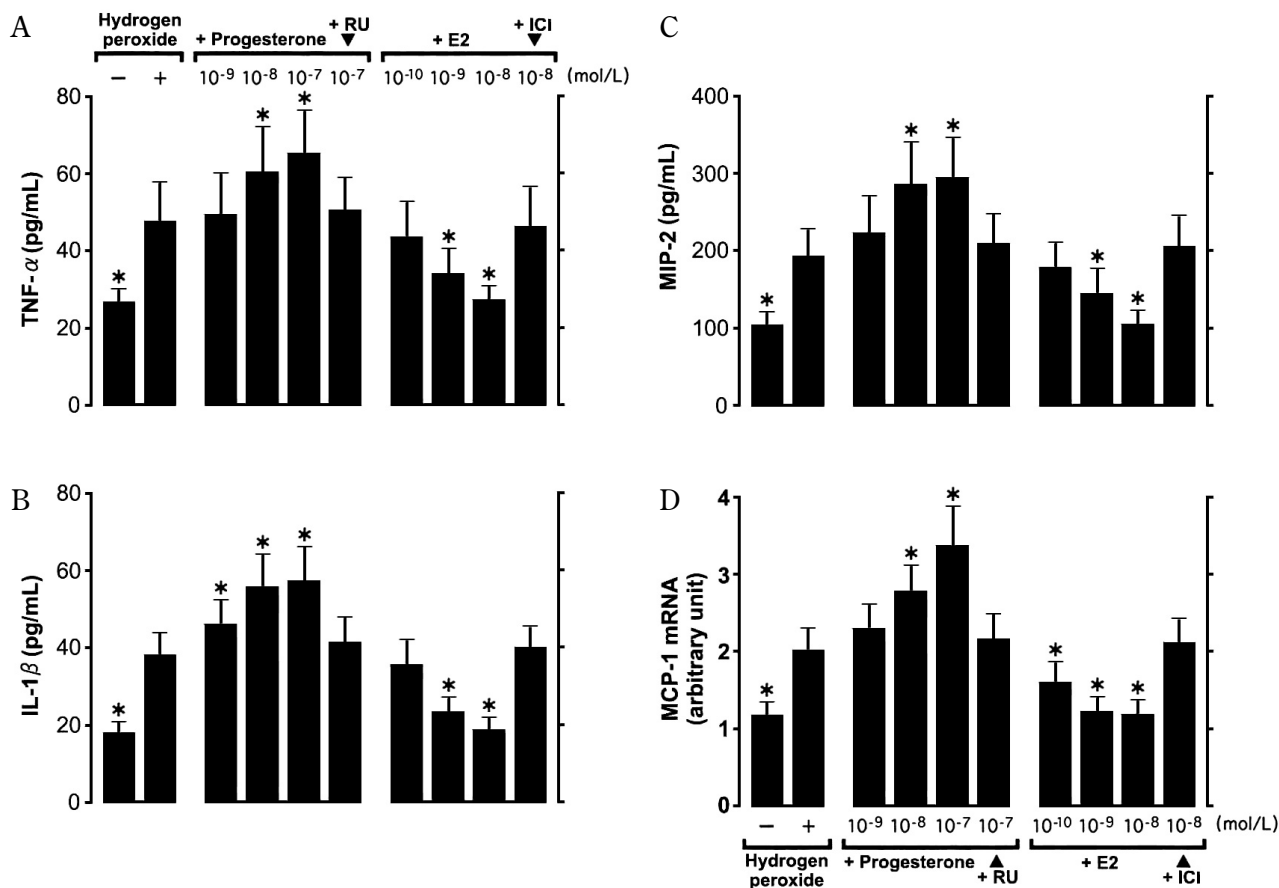 A
Hydrogen
peroxide
+ Progesterone
+ RU
▼
+ E2
+ ICI
▼
− + 10⁻⁹ 10⁻⁸ 10⁻⁷ 10⁻⁷ 10⁻¹⁰ 10⁻⁹ 10⁻⁸ 10⁻⁸ (mol/L)
TNF-α (pg/mL)
80
60
40
20
0
* * * * *
B
IL-1β (pg/mL)
80
60
40
20
0
* * * * * *
C
MIP-2 (pg/mL)
400
300
200
100
0
* * * * *
D
MCP-1 mRNA
(arbitrary unit)
4
3
2
1
0
* * * * * *
− + 10⁻⁹ 10⁻⁸ 10⁻⁷ 10⁻⁷ 10⁻¹⁰ 10⁻⁹ 10⁻⁸ 10⁻⁸ (mol/L)
Hydrogen
peroxide
+ Progesterone
▲
+ RU
+ E2
▲
+ ICI